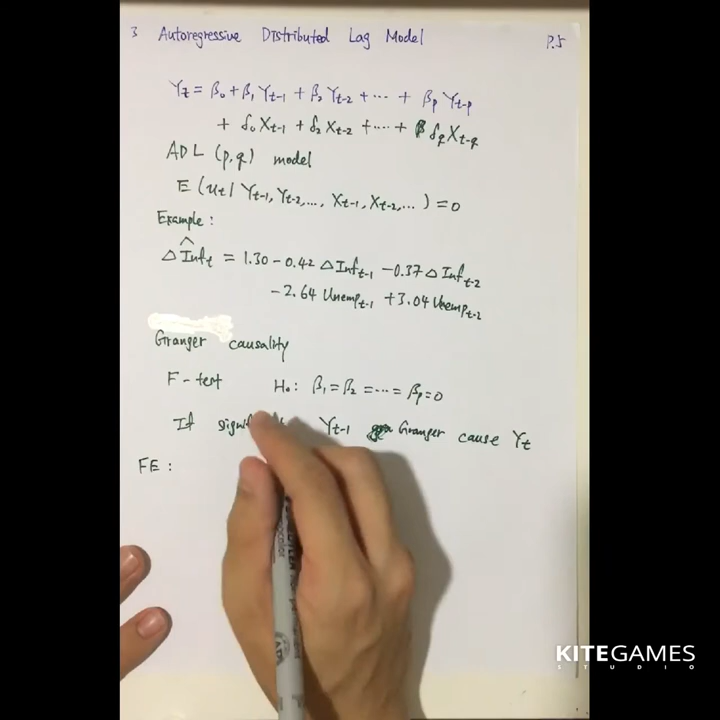 3 Autoregressive Distributed Lag Model P.5
Yt = β0 + β1 Yt-1 + β2 Yt-2 + ... + βp Yt-p
+ δ0 Xt-1 + δ2 Xt-2 + ... + δq Xt-q
ADL (p,q) model
E (ut | Yt-1, Yt-2, ..., Xt-1, Xt-2, ...) = 0
Example:
Δ Înft = 1.30 - 0.42 Δ Inft-1 - 0.37 Δ Inft-2
- 2.64 Unempt-1 + 3.04 Uempt-2
Granger causality
F-test H0: β1 = β2 = ... = βp = 0
If Yt-1 Granger cause Yt
FE:
KITEGAMES
STUDIO